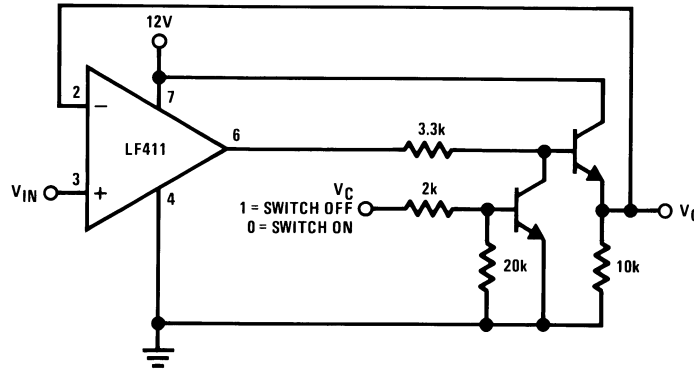 12V
2
7
−
LF411
6
3.3k
3
V_IN
+
4
V_C
1 = SWITCH OFF
0 = SWITCH ON
2k
20k
10k